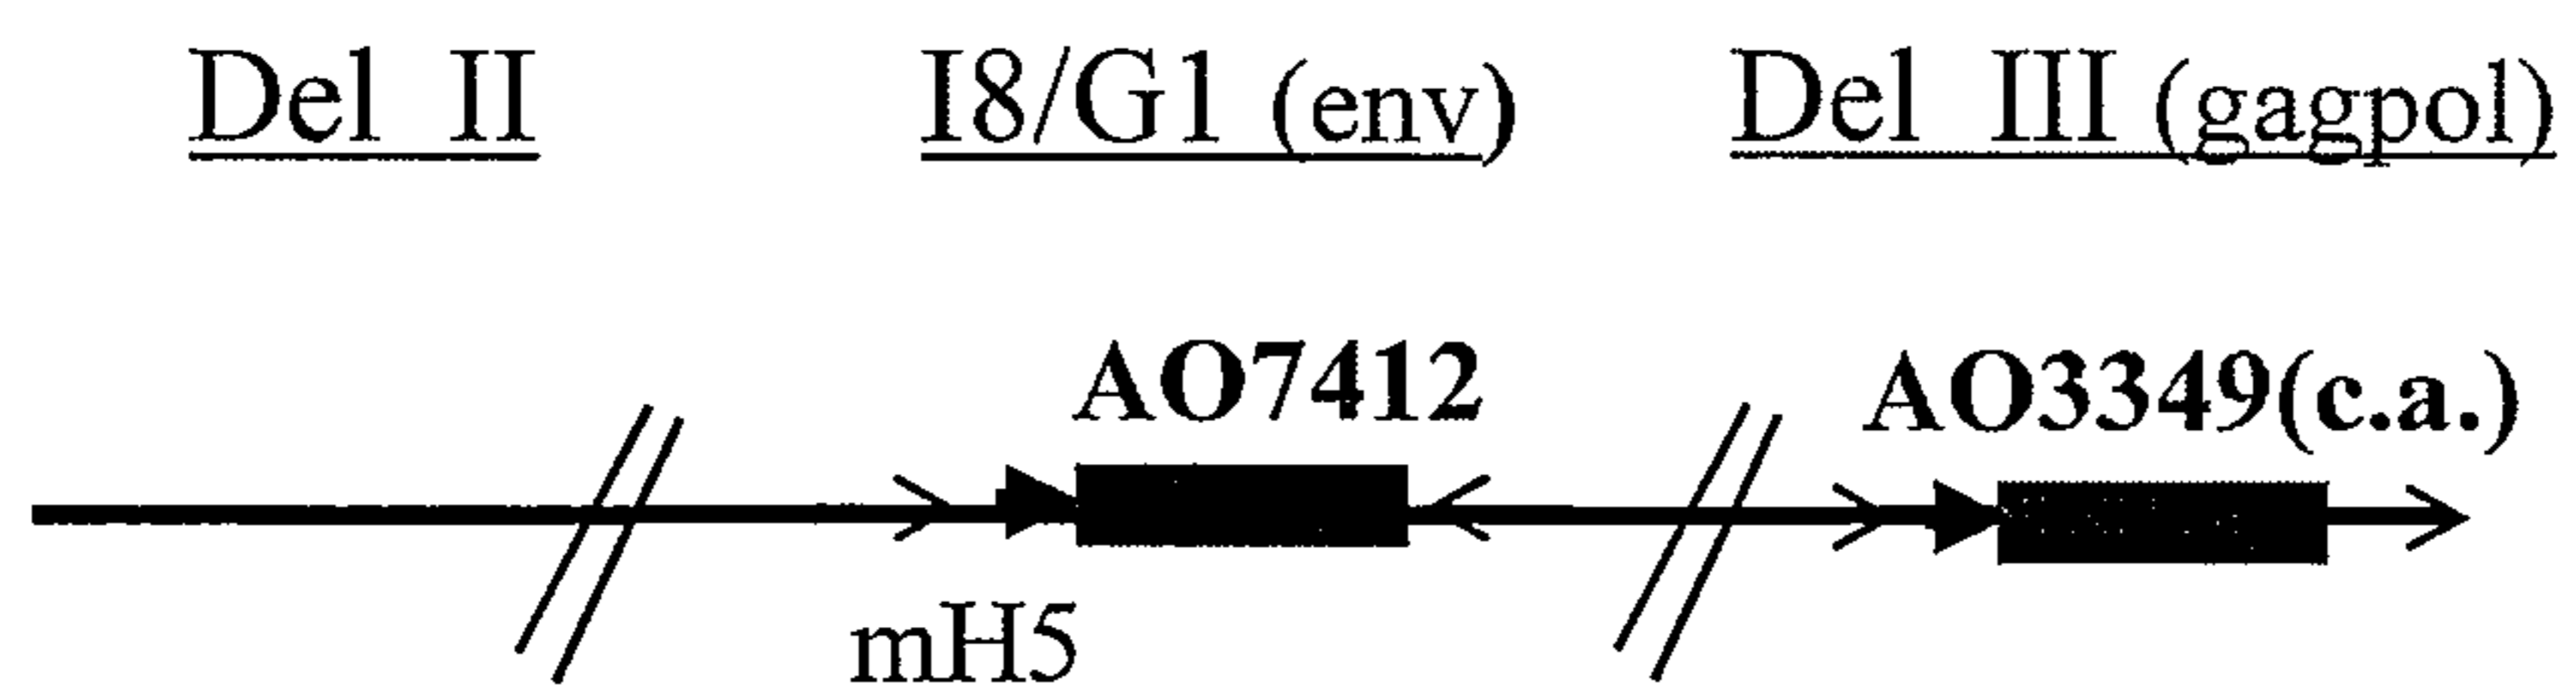 Del II I8/G1 (env) Del III (gagpol)
AO7412 AO3349(c.a.)
mH5